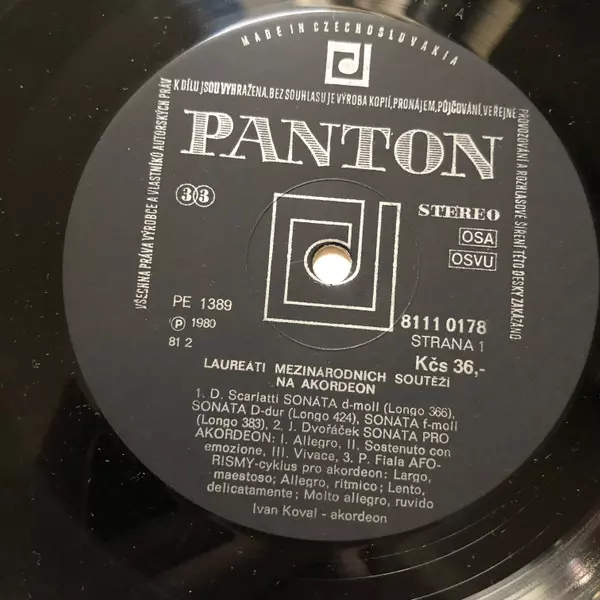 A
MADE IN CZECHOSLOVAKIA
VŠECHNA PRÁVA VÝROBCE A VLASTNÍKŮ AUTORSKÝCH PRÁV K DÍLU JSOU VYHRAŽENA. BEZ SOUHLASU JE VÝROBA KOPIÍ, PRONÁJEM, PŮJČOVÁNÍ, VEŘEJNÉ PROVOZOVÁNÍ A ROZHLASOVÉ ŠÍŘENÍ TÉTO DESKY ZAKÁZÁNO
PANTON
33
STEREO
OSA
OSVU
PE 1389
8111 0178
Ⓟ 1980
STRANA 1
81 2
Kčs 36,-
LAUREÁTI MEZINÁRODNÍCH SOUTĚŽÍ
NA AKORDEON
1. D. Scarlatti SONÁTA d-moll (Longo 366),
SONÁTA D-dur (Longo 424), SONÁTA f-moll
(Longo 383), 2. J. Dvořáček SONÁTA PRO
AKORDEON: I. Allegro, II. Sostenuto con
emozione, III. Vivace, 3. P. Fiala AFO-
RISMY-cyklus pro akordeon: Largo,
maestoso; Allegro, ritmico; Lento,
delicatamente; Molto allegro, ruvido
Ivan Koval - akordeon